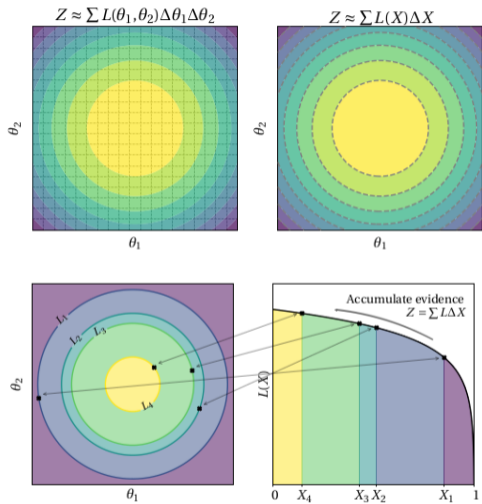 Z ≈ ∑ L(θ₁,θ₂)Δθ₁Δθ₂
Z ≈ ∑ L(X)ΔX
θ₂
θ₁
θ₂
θ₁
L₁
L₂
L₃
L₄
θ₂
θ₁
Accumulate evidence
Z = ∑ LΔX
L(X)
0 X₄ X₃ X₂ X₁ 1